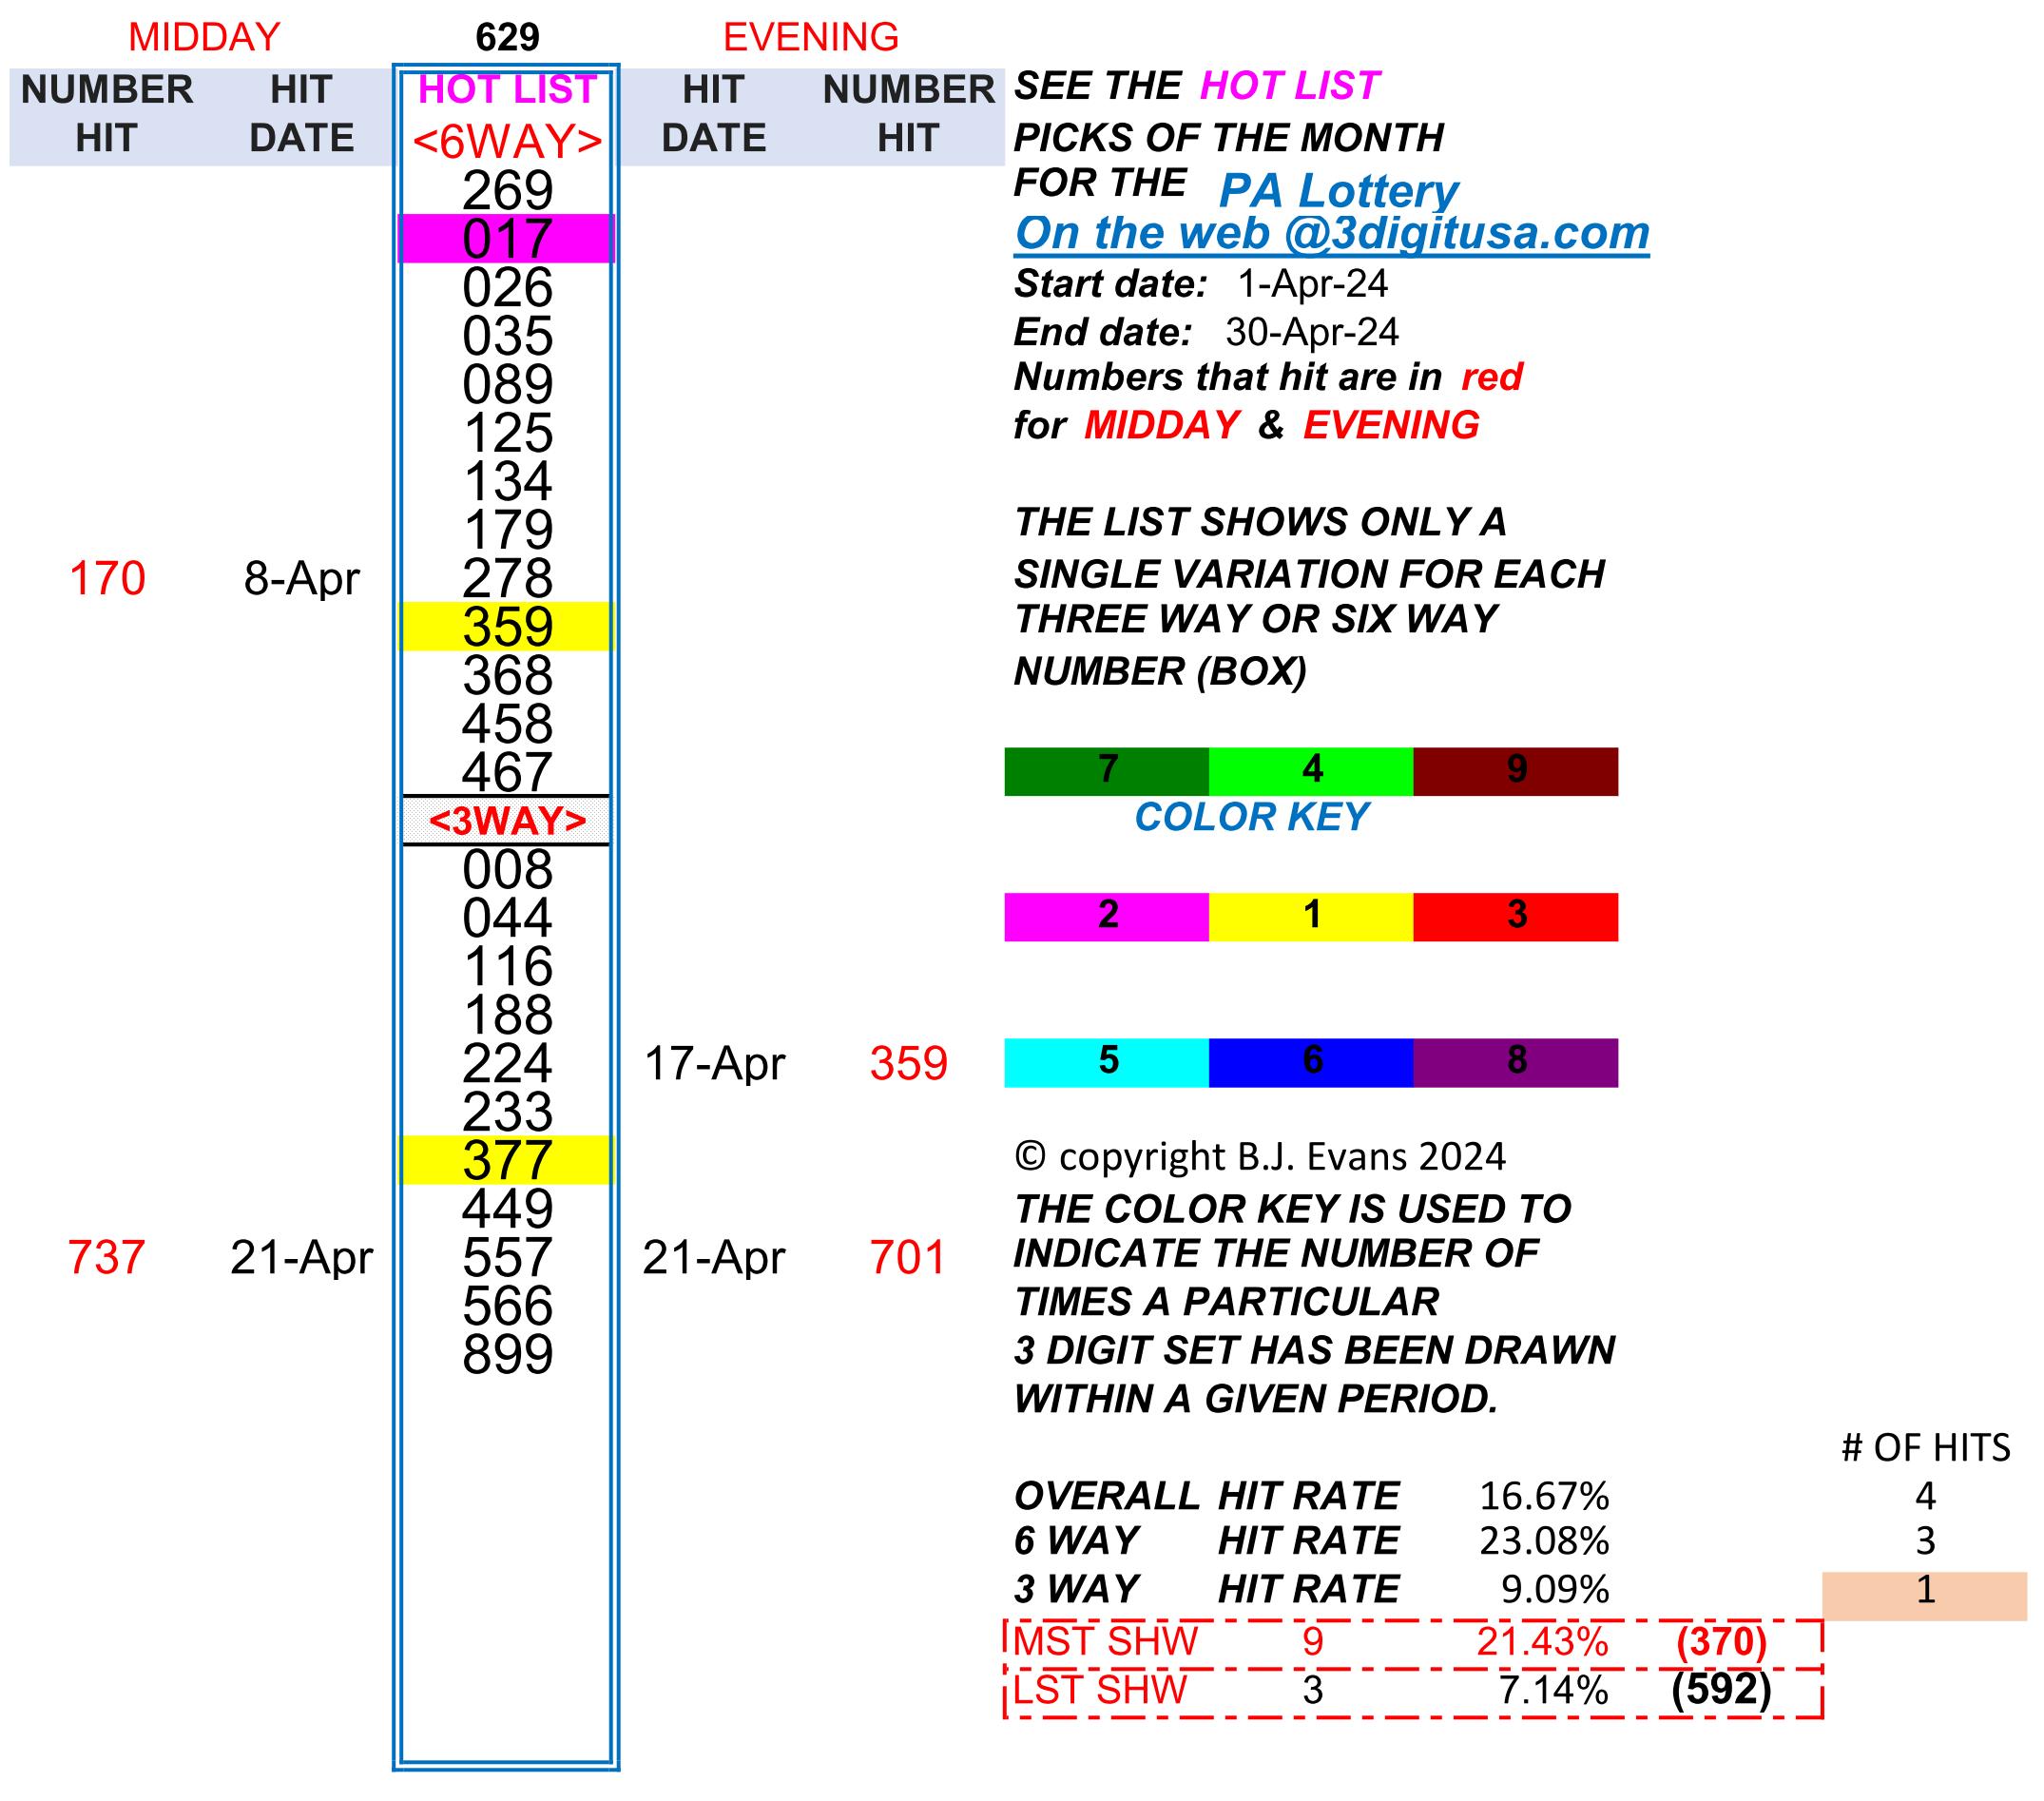 MIDDAY 629 EVENING
NUMBER HIT HOT LIST HIT NUMBER SEE THE HOT LIST
HIT DATE <6WAY> DATE HIT PICKS OF THE MONTH
269 FOR THE PA Lottery
017 On the web @3digitusa.com
026 Start date: 1-Apr-24
035 End date: 30-Apr-24
089 Numbers that hit are in red
125 for MIDDAY & EVENING
134
179 THE LIST SHOWS ONLY A
170 8-Apr 278 SINGLE VARIATION FOR EACH
359 THREE WAY OR SIX WAY
368 NUMBER (BOX)
458
467 7 4 9
<3WAY> COLOR KEY
008
044 2 1 3
116
188
224 17-Apr 359 5 6 8
233
377 © copyright B.J. Evans 2024
449 THE COLOR KEY IS USED TO
737 21-Apr 557 21-Apr 701 INDICATE THE NUMBER OF
566 TIMES A PARTICULAR
899 3 DIGIT SET HAS BEEN DRAWN
WITHIN A GIVEN PERIOD.
# OF HITS
OVERALL HIT RATE 16.67% 4
6 WAY HIT RATE 23.08% 3
3 WAY HIT RATE 9.09% 1
MST SHW 9 21.43% (370)
LST SHW 3 7.14% (592)